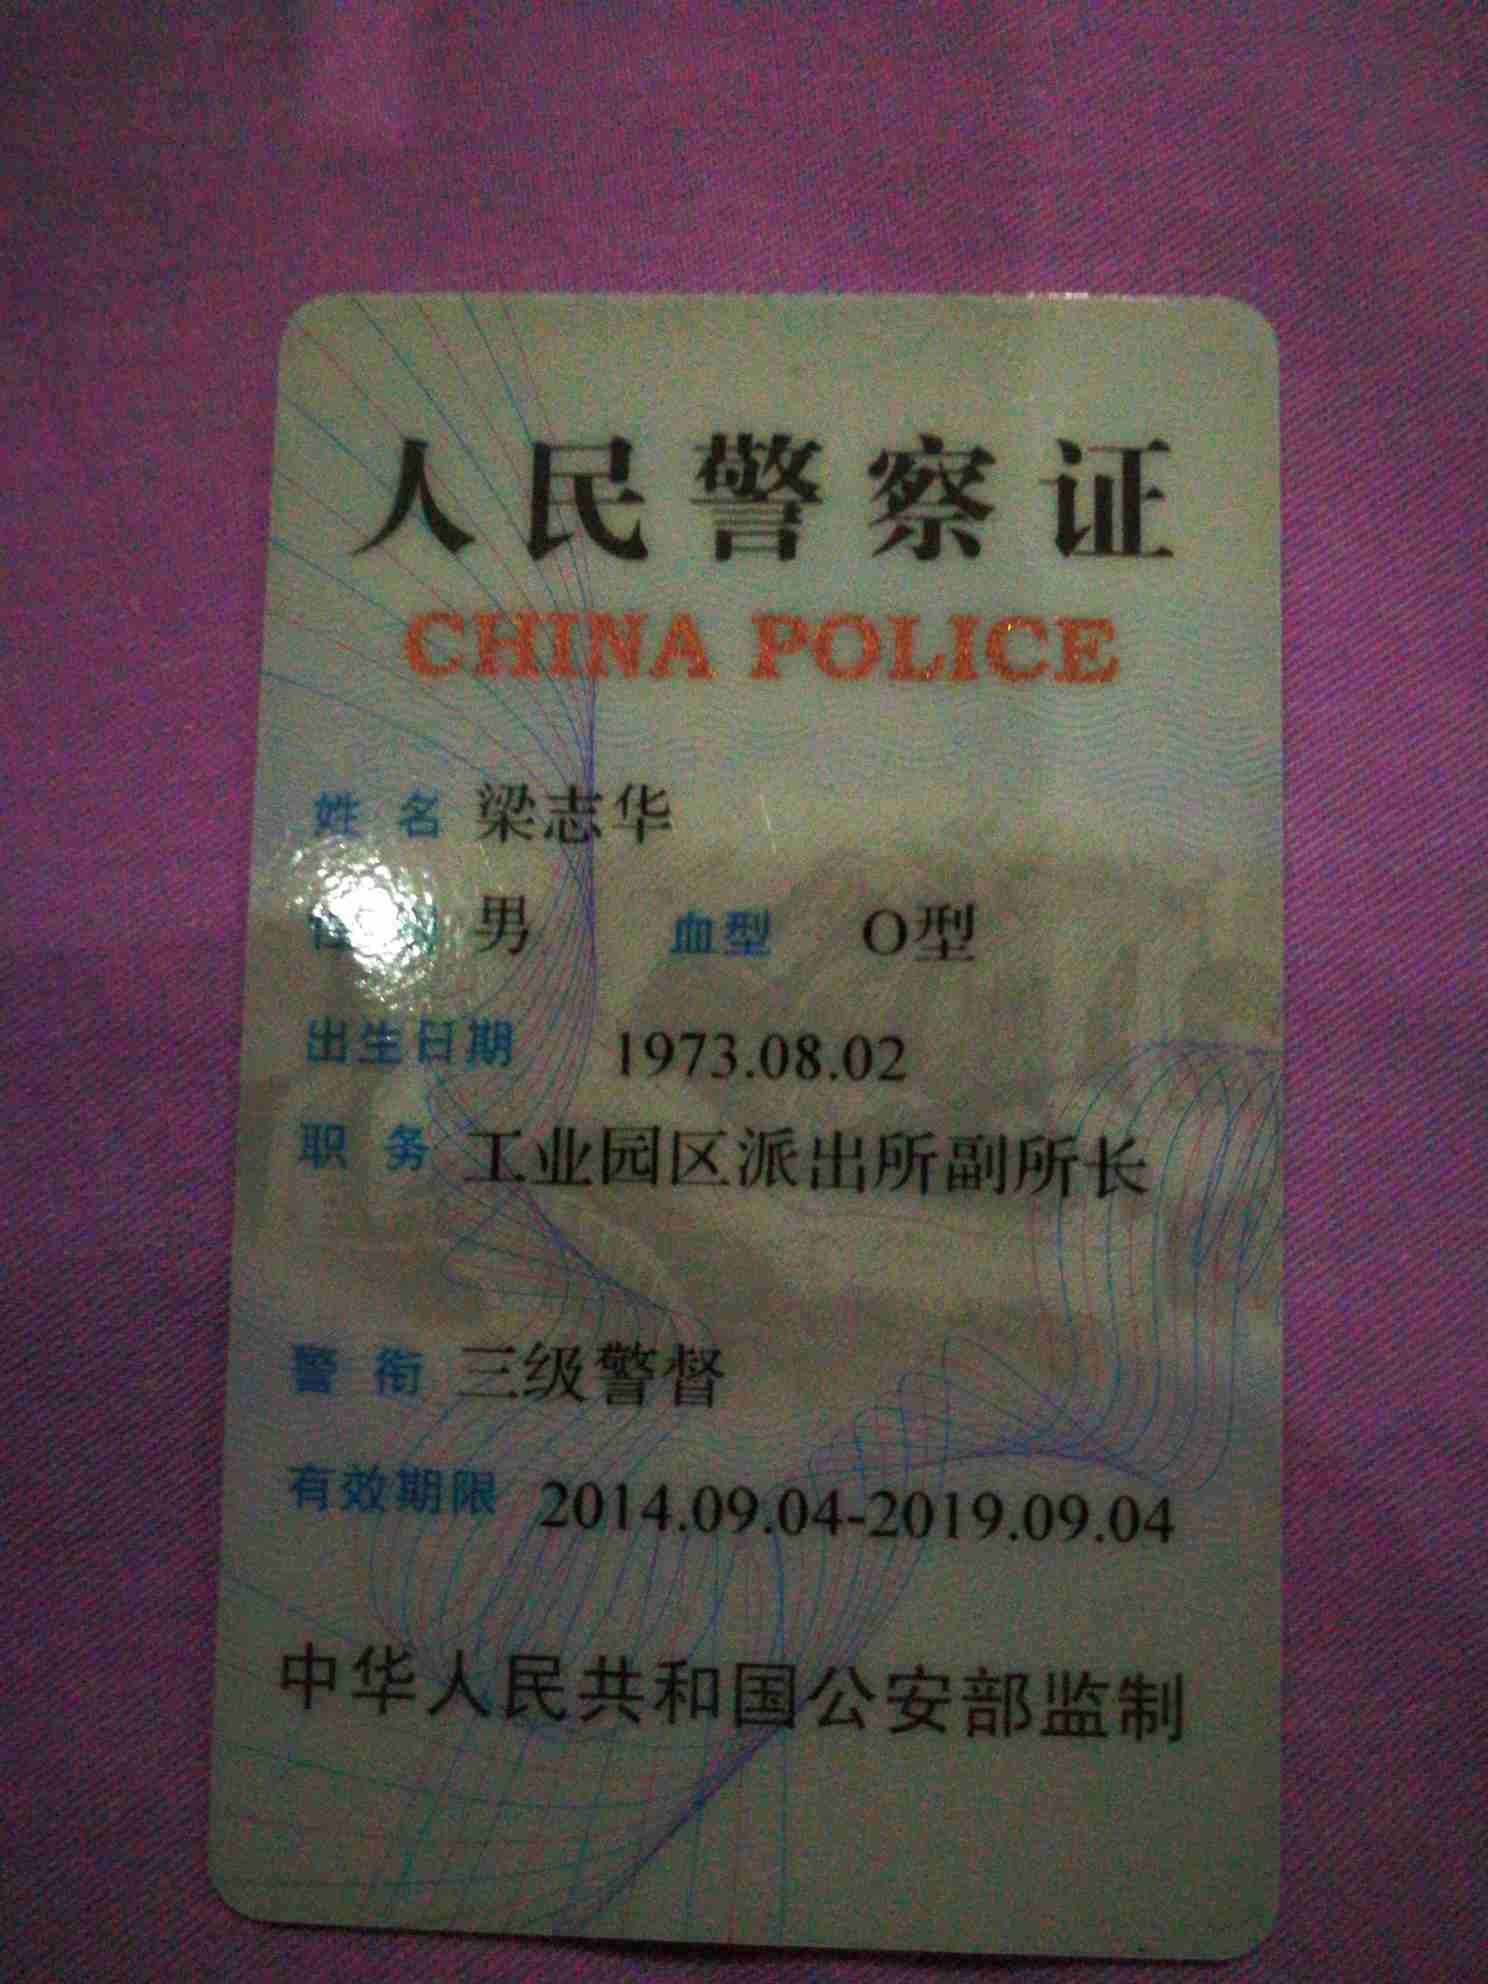 人民警察证
CHINA POLICE
姓 名 梁志华
男 血型 O型
出生日期 1973.08.02
职 务 工业园区派出所副所长
警 衔 三级警督
有效期限 2014.09.04-2019.09.04
中华人民共和国公安部监制